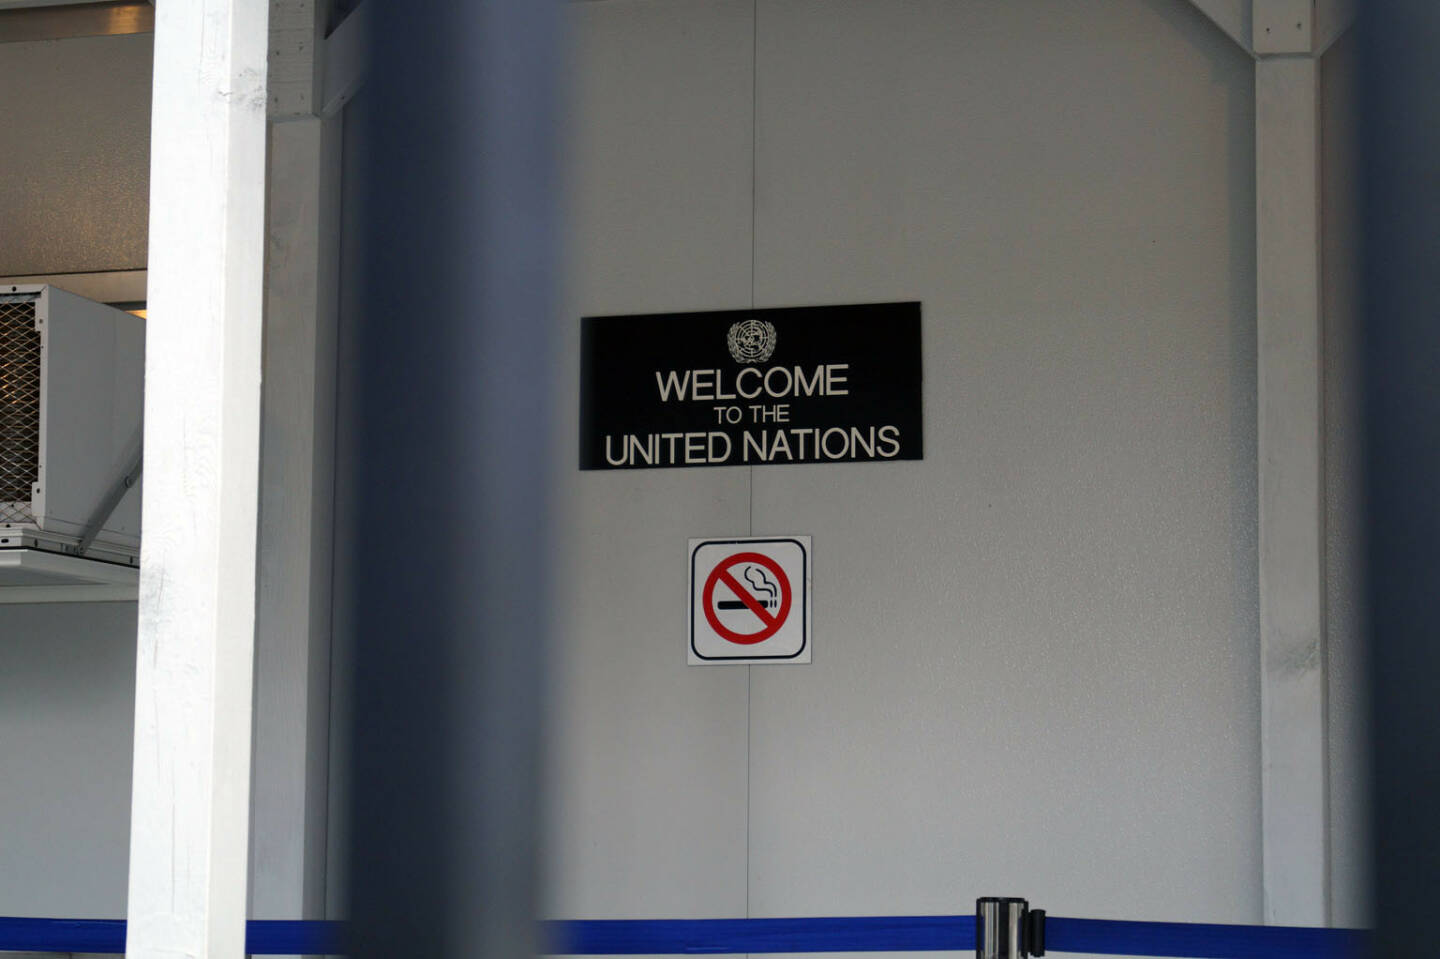 WELCOME
TO THE
UNITED NATIONS